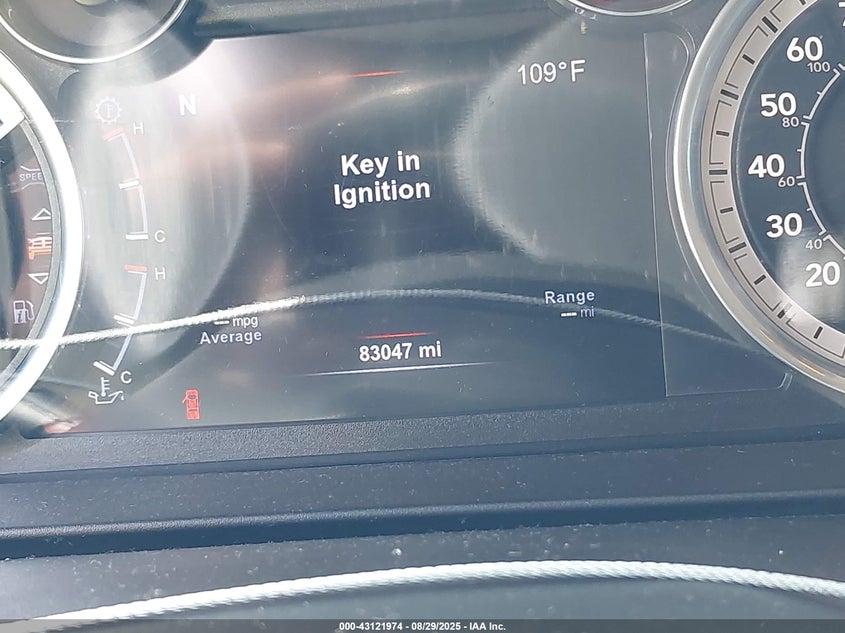 109°F
N
H
Key in
Ignition
C
H
Range
-- mi
-- mpg
Average
83047 mi
C
SPEE
60
100
50
80
40
60
30
40
20
000-43121974 - 08/29/2025 - IAA Inc.